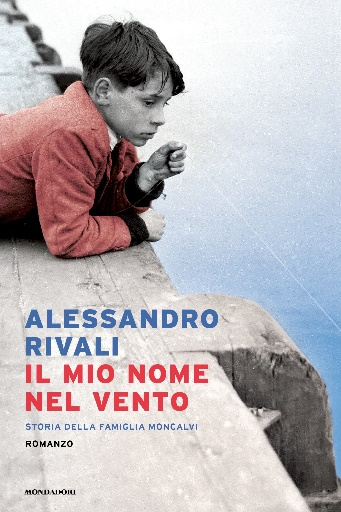 ALESSANDRO
RIVALI
IL MIO NOME
NEL VENTO
STORIA DELLA FAMIGLIA MONCALVI
ROMANZO
MONDADORI